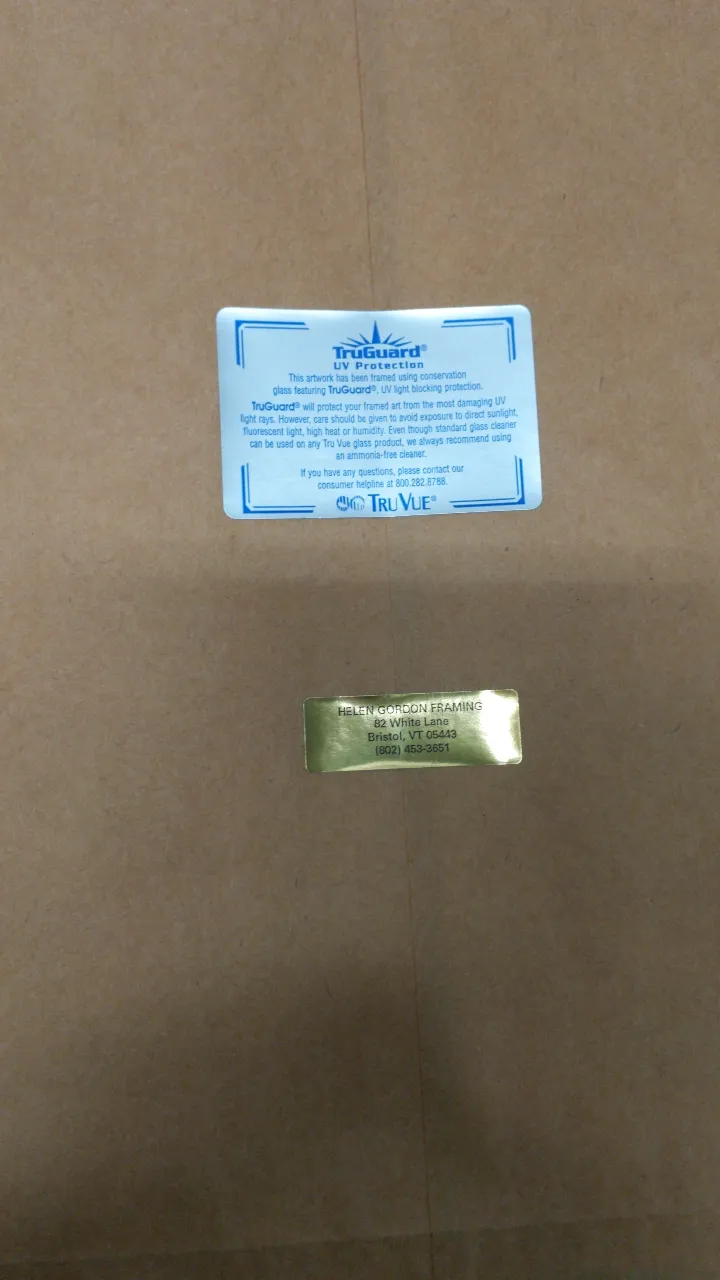 TruGuard®
UV Protection
This artwork has been framed using conservation
glass featuring TruGuard®, UV light blocking protection.
TruGuard® will protect your framed art from the most damaging UV
light rays. However, care should be given to avoid exposure to direct sunlight,
fluorescent light, high heat or humidity. Even though standard glass cleaner
can be used on any Tru Vue glass product, we always recommend using
an ammonia-free cleaner.
If you have any questions, please contact our
consumer helpline at 800.282.8788.
TRU VUE®
HELEN GORDON FRAMING
82 White Lane
Bristol, VT 05443
(802) 453-3651